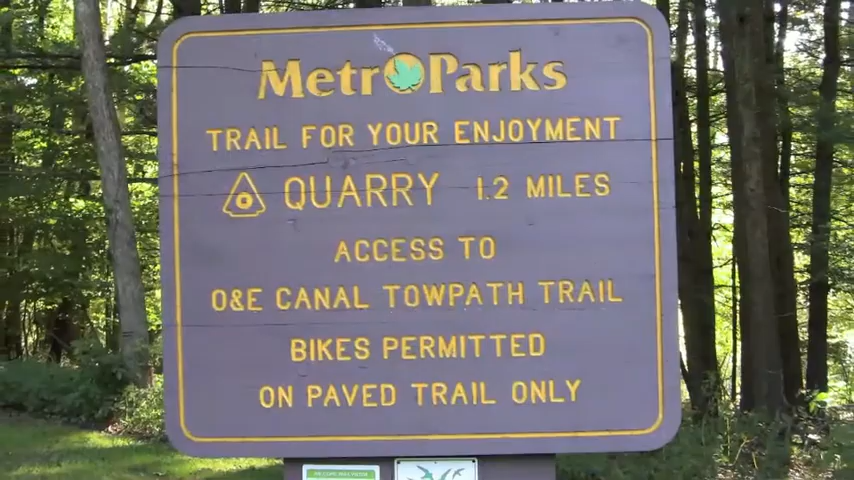 MetroParks
TRAIL FOR YOUR ENJOYMENT
QUARRY 1.2 MILES
ACCESS TO
O&E CANAL TOWPATH TRAIL
BIKES PERMITTED
ON PAVED TRAIL ONLY